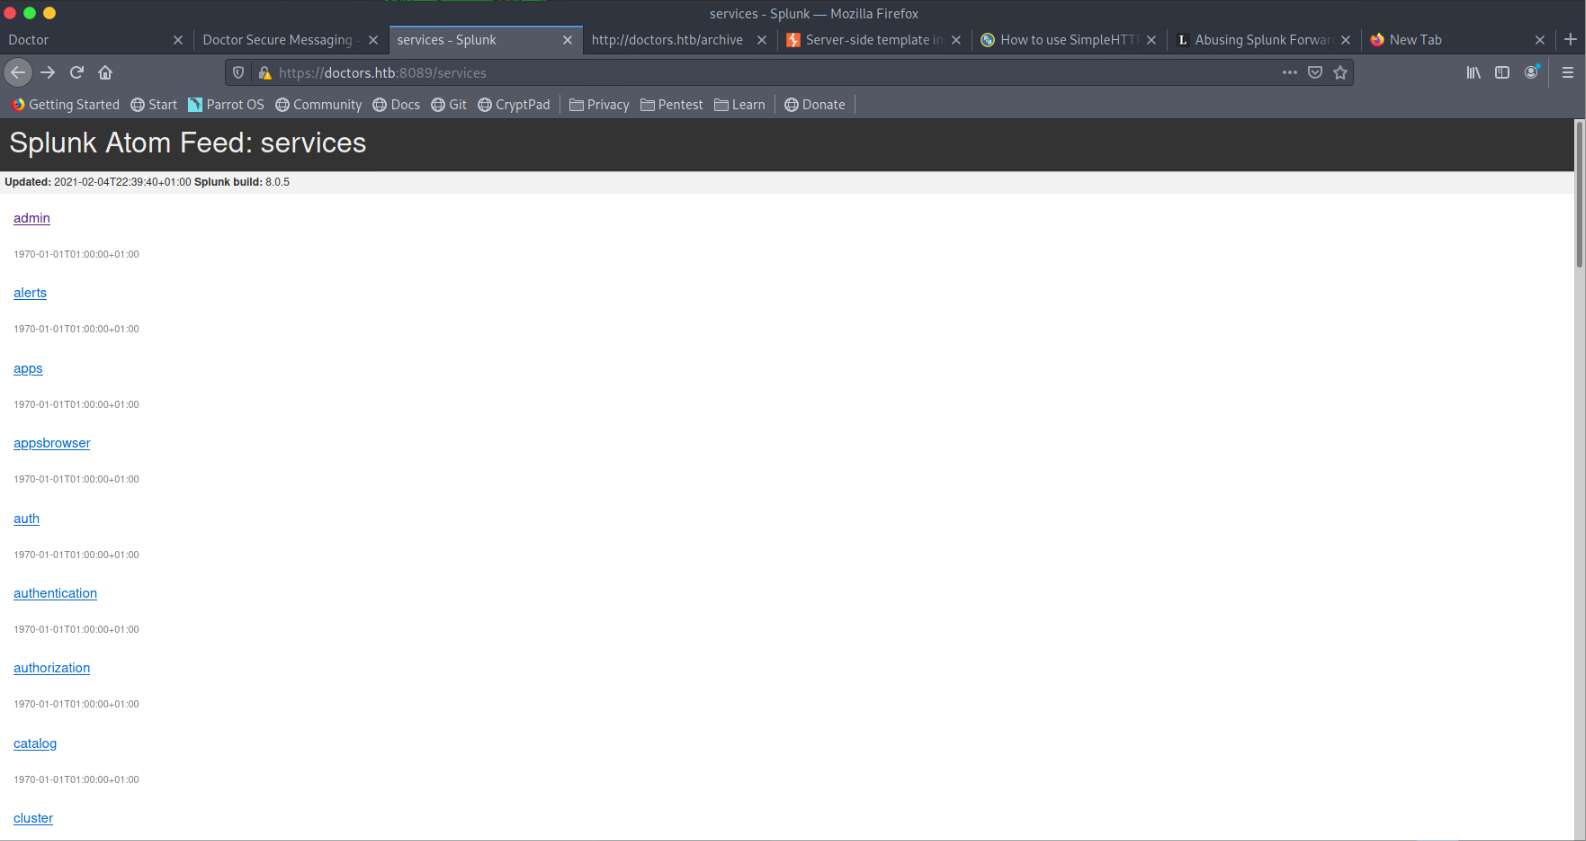 services - Splunk — Mozilla Firefox
Doctor
Doctor Secure Messaging -
services - Splunk
http://doctors.htb/archive
Server-side template in
How to use SimpleHTT
L Abusing Splunk Forwar
New Tab
https://doctors.htb:8089/services
Getting Started Start Parrot OS Community Docs Git CryptPad Privacy Pentest Learn Donate
Splunk Atom Feed: services
Updated: 2021-02-04T22:39:40+01:00 Splunk build: 8.0.5
admin
1970-01-01T01:00:00+01:00
alerts
1970-01-01T01:00:00+01:00
apps
1970-01-01T01:00:00+01:00
appsbrowser
1970-01-01T01:00:00+01:00
auth
1970-01-01T01:00:00+01:00
authentication
1970-01-01T01:00:00+01:00
authorization
1970-01-01T01:00:00+01:00
catalog
1970-01-01T01:00:00+01:00
cluster